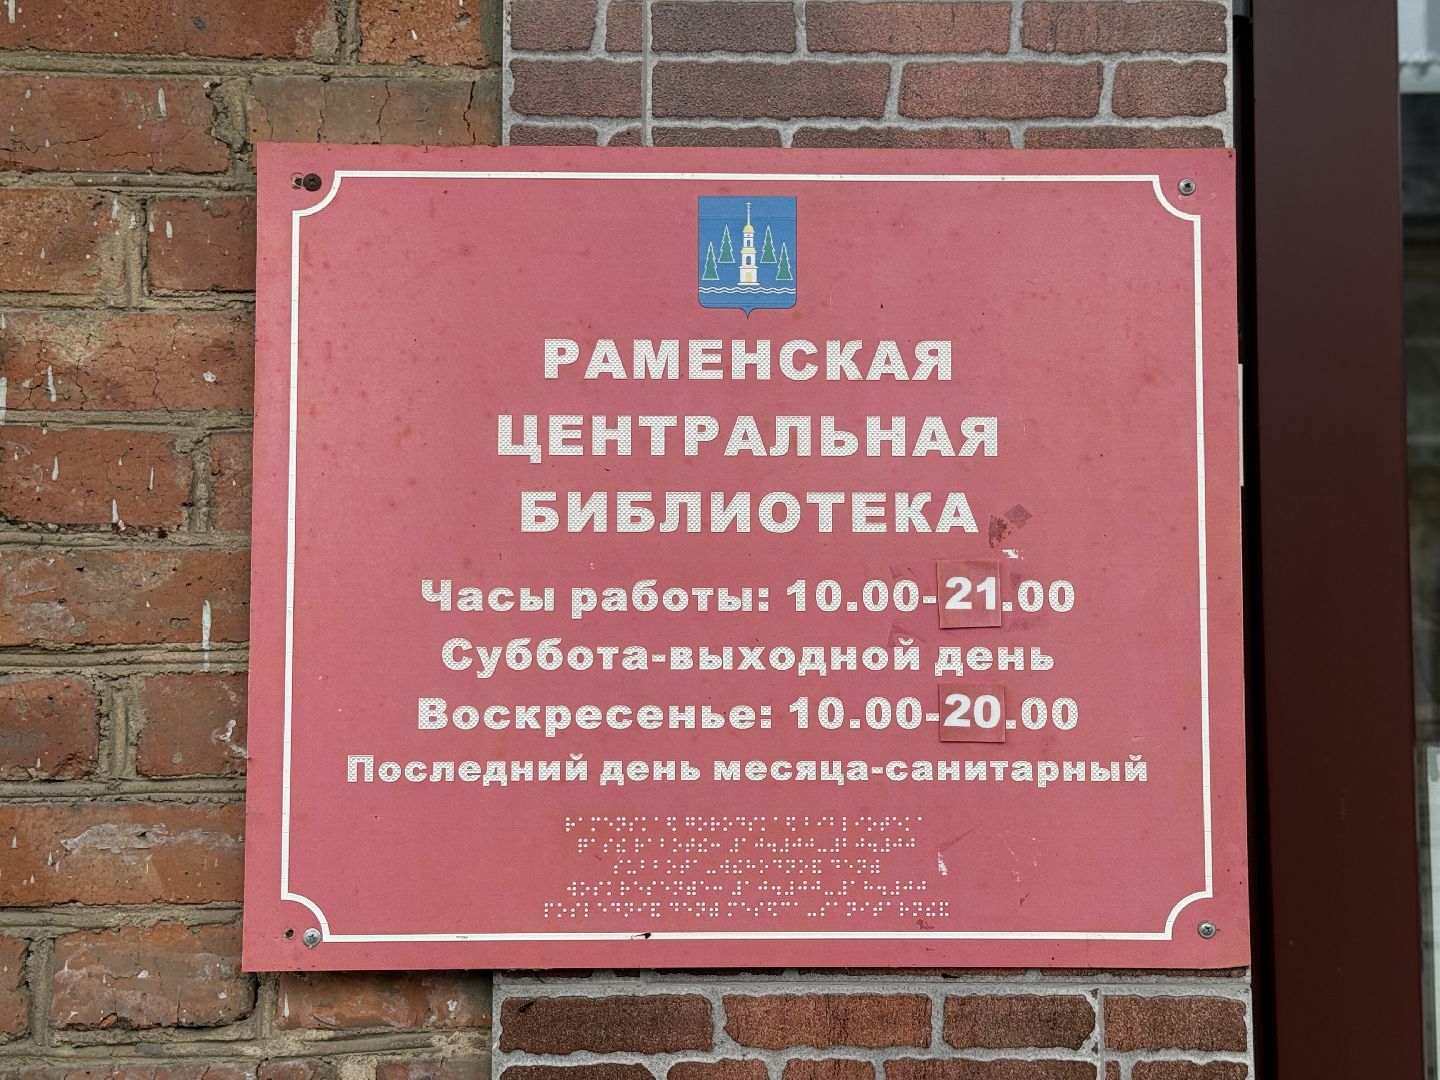 РАМЕНСКАЯ
ЦЕНТРАЛЬНАЯ
БИБЛИОТЕКА
Часы работы: 10.00-21.00
Суббота-выходной день
Воскресенье: 10.00-20.00
Последний день месяца-санитарный